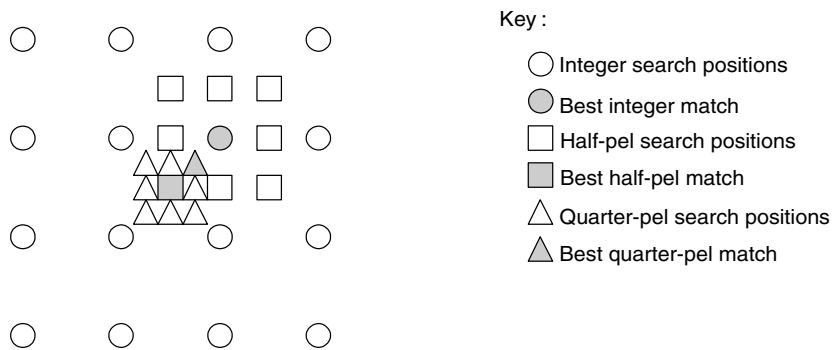 Key :
Integer search positions
Best integer match
Half-pel search positions
Best half-pel match
Quarter-pel search positions
Best quarter-pel match